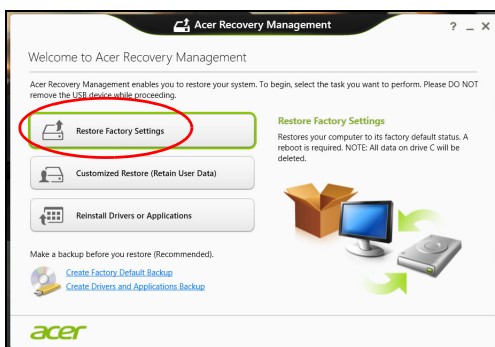 Acer Recovery Management
? _ X
Welcome to Acer Recovery Management
Acer Recovery Management enables you to restore your system. To begin, select the task you want to perform. Please DO NOT
remove the USB device while proceeding.
Restore Factory Settings
Customized Restore (Retain User Data)
Reinstall Drivers or Applications
Restore Factory Settings
Restores your computer to its factory default status. A
reboot is required. NOTE: All data on drive C will be
deleted.
Make a backup before you restore (Recommended).
Create Factory Default Backup
Create Drivers and Applications Backup
acer